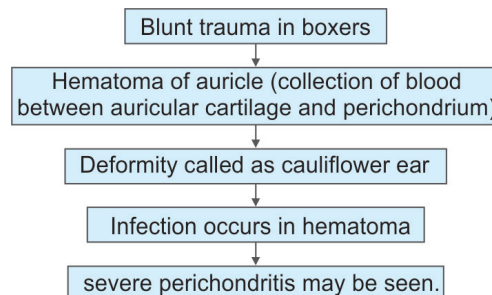 Blunt trauma in boxers
Hematoma of auricle (collection of blood
between auricular cartilage and perichondrium)
Deformity called as cauliflower ear
Infection occurs in hematoma
severe perichondritis may be seen.